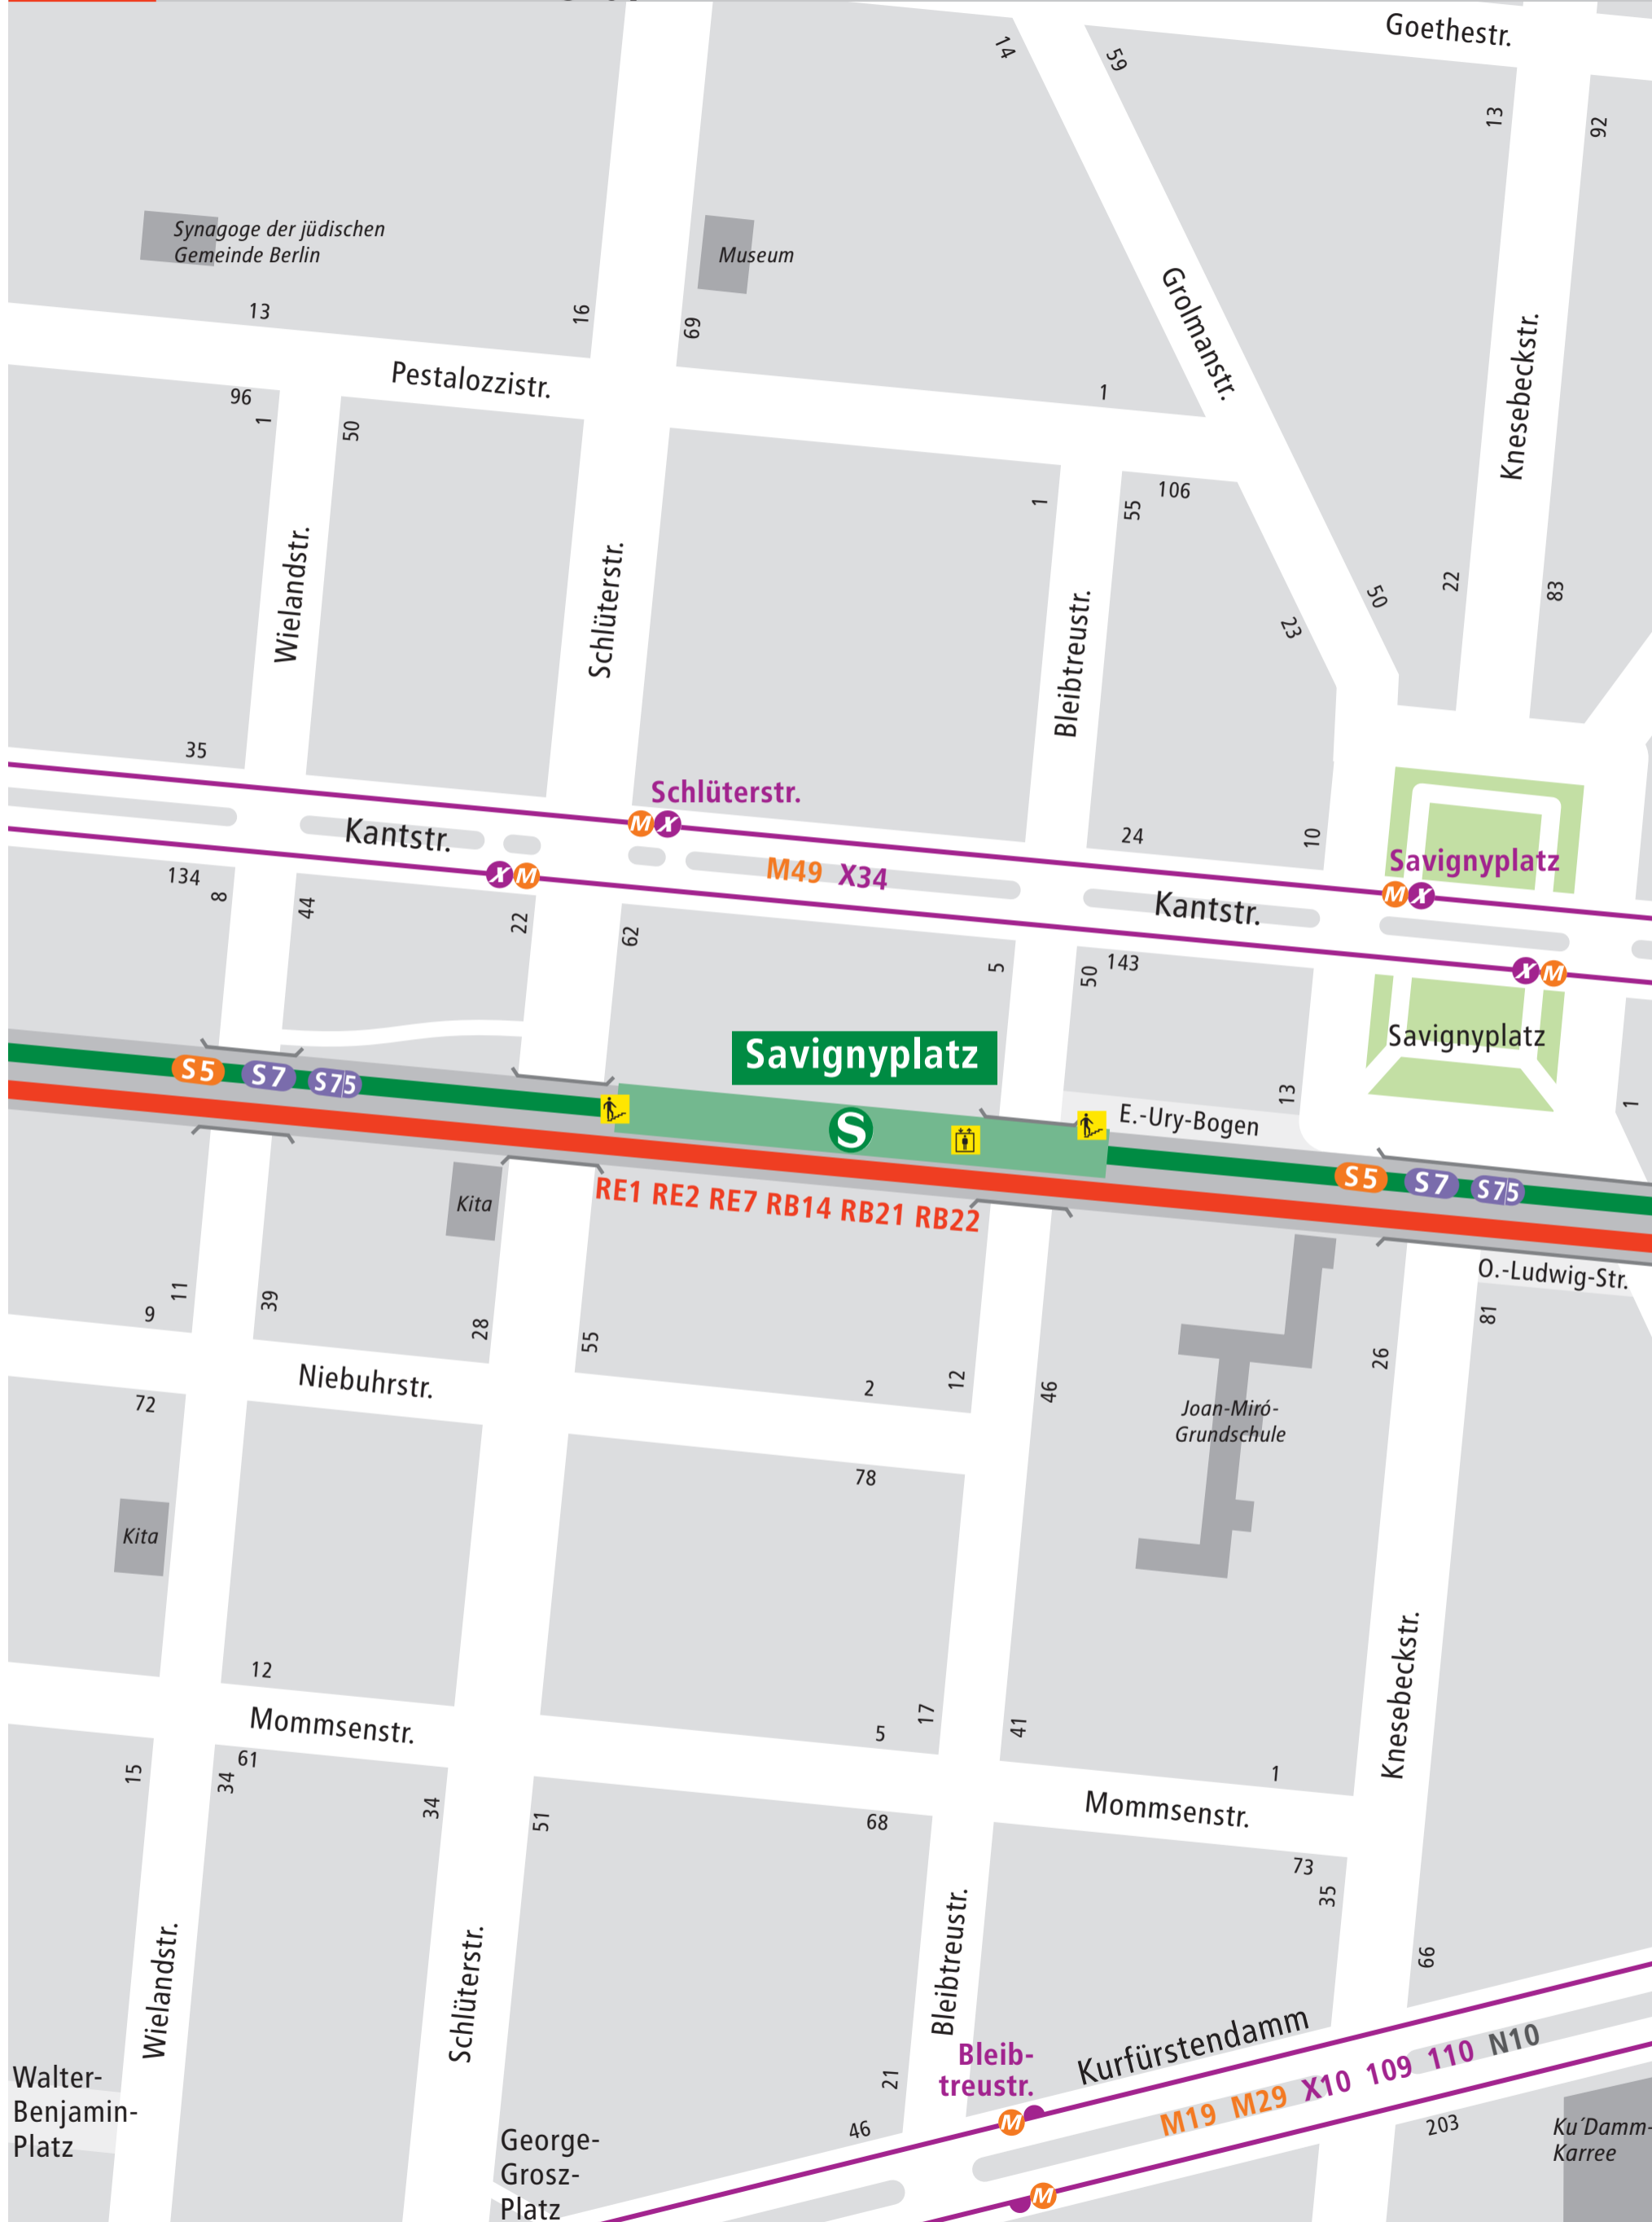 Goethestr.
14
59
13
92
Synagoge der jüdischen
Gemeinde Berlin
Museum
13
16
69
Grolmanstr.
Knesebeckstr.
Pestalozzistr.
1
96
1
50
1
55
106
Wielandstr.
Schlüterstr.
Bleibtreustr.
23
50
22
83
35
Schlüterstr.
M X
Kantstr.
M49 X34
24
10
Savignyplatz
M X
134
8
44
X M
22
62
Kantstr.
5
50
143
X M
Savignyplatz
Savignyplatz
13
1
S5 S7 S75
S
E.-Ury-Bogen
S5 S7 S75
Kita
RE1 RE2 RE7 RB14 RB21 RB22
O.-Ludwig-Str.
9
11
39
28
55
81
26
Niebuhrstr.
2
12
46
72
Joan-Miró-
Grundschule
78
Kita
12
Mommsenstr.
5
17
41
Knesebeckstr.
15
34
61
34
51
68
1
Mommsenstr.
73
35
66
Wielandstr.
Schlüterstr.
Bleibtreustr.
Kurfürstendamm
Bleib-
treustr.
M
M19 M29 X10 109 110 N10
21
46
203
Walter-
Benjamin-
Platz
George-
Grosz-
Platz
M
Ku´Damm-
Karree